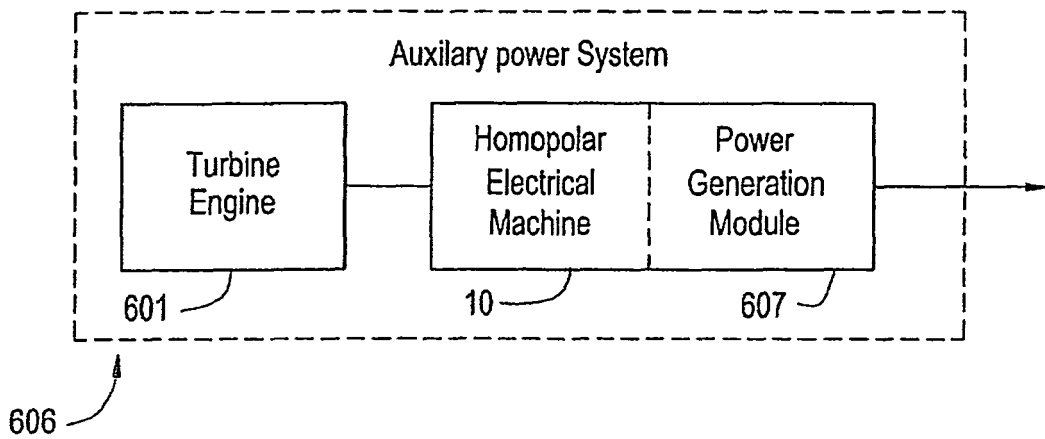 Auxilary power System
Turbine
Engine
Homopolar
Electrical
Machine
Power
Generation
Module
601
10
607
606